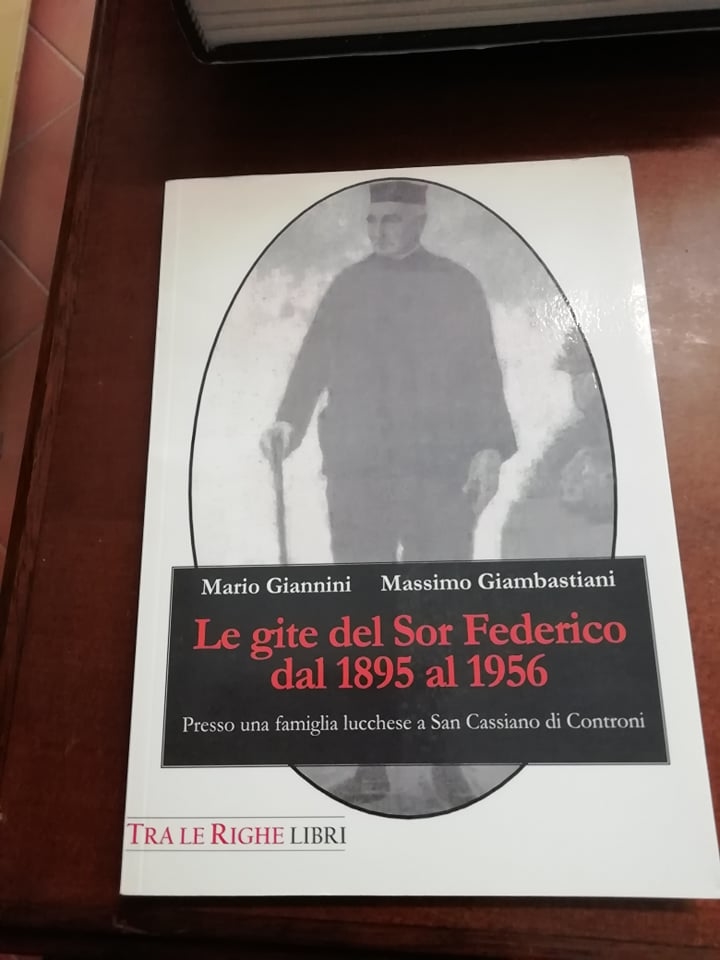 Mario Giannini Massimo Giambastiani
Le gite del Sor Federico
dal 1895 al 1956
Presso una famiglia lucchese a San Cassiano di Controni
TRA LE RIGHE LIBRI